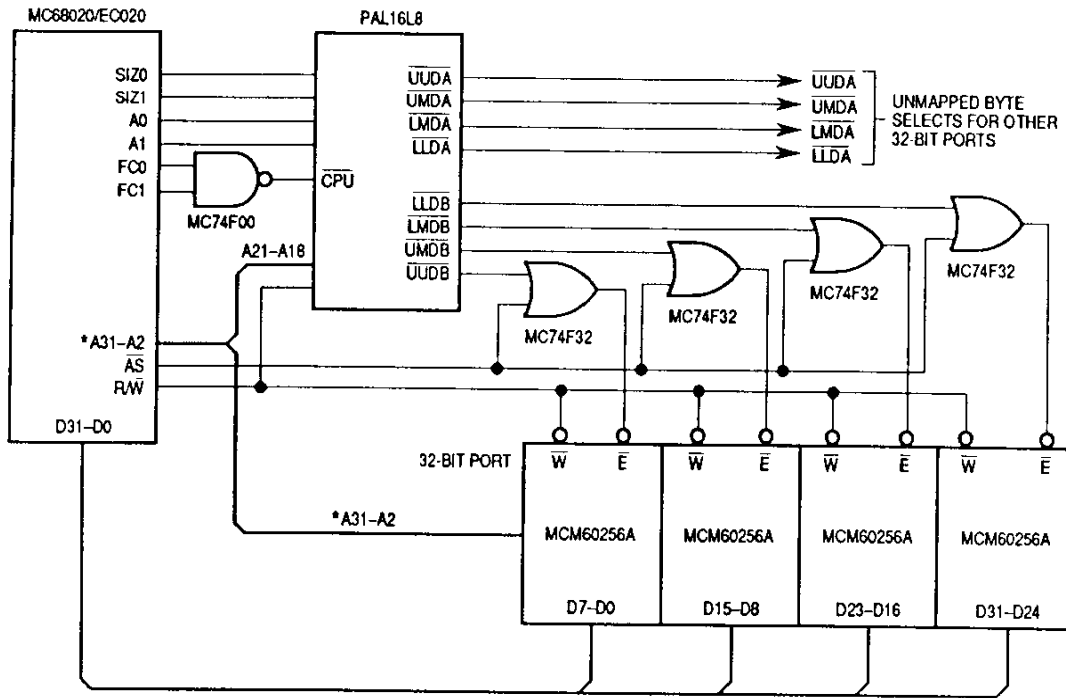 MC68020/EC020
PAL16L8
SIZ0
SIZ1
A0
A1
FC0
FC1
MC74F00
CPU
A21–A18
*A31–A2
AS
R/W
D31–D0
UUDA
UMDA
LMDA
LLDA
LLDB
LMDB
UMDB
UUDB
UUDA
UMDA
LMDA
LLDA
UNMAPPED BYTE
SELECTS FOR OTHER
32-BIT PORTS
MC74F32
MC74F32
MC74F32
MC74F32
32-BIT PORT
*A31–A2
W E W E W E W E
MCM60256A MCM60256A MCM60256A MCM60256A
D7–D0 D15–D8 D23–D16 D31–D24